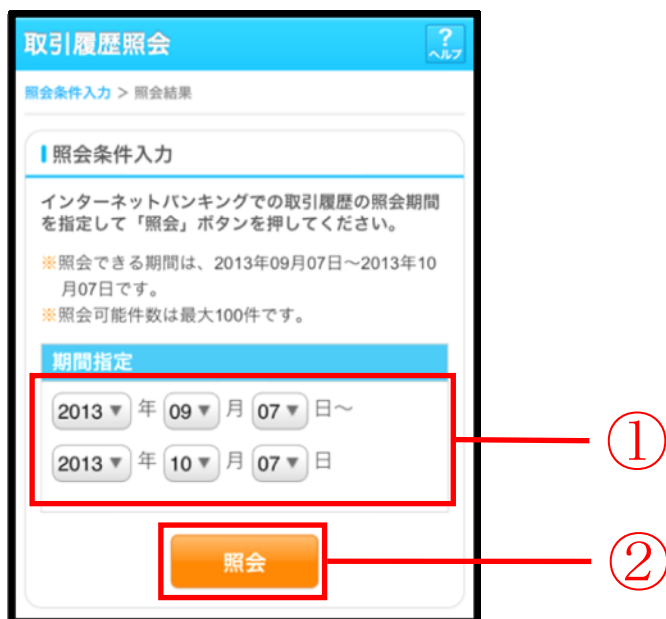 取引履歴照会
?
ヘルプ
照会条件入力 > 照会結果
照会条件入力
インターネットバンキングでの取引履歴の照会期間
を指定して「照会」ボタンを押してください。
※照会できる期間は、2013年09月07日～2013年10
月07日です。
※照会可能件数は最大100件です。
期間指定
2013 ▼ 年 09 ▼ 月 07 ▼ 日～
2013 ▼ 年 10 ▼ 月 07 ▼ 日
①
照会
②